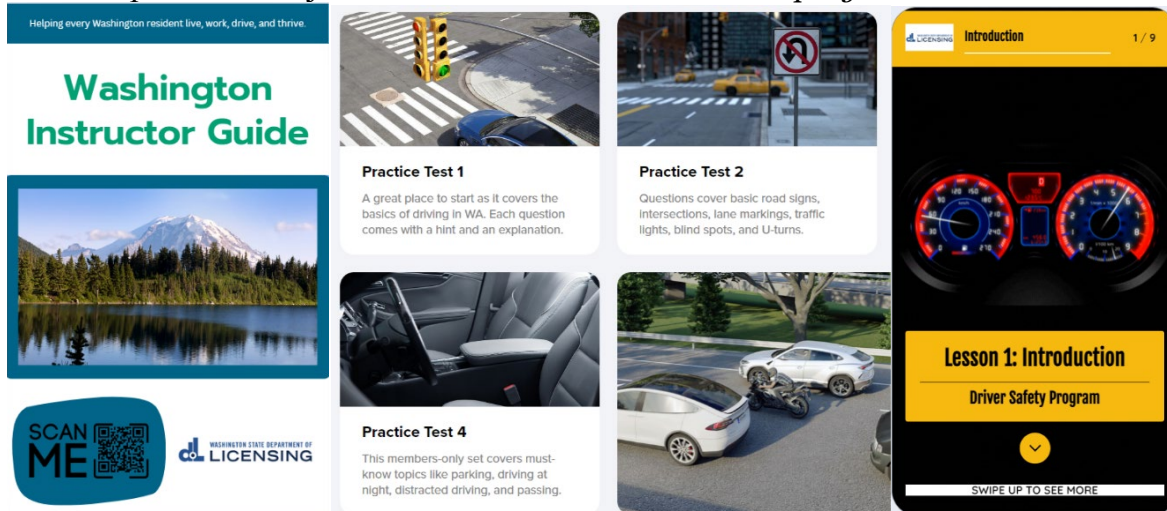 Helping every Washington resident live, work, drive, and thrive.
Washington
Instructor Guide
SCAN
ME
WASHINGTON STATE DEPARTMENT OF
dol LICENSING
Practice Test 1
A great place to start as it covers the
basics of driving in WA. Each question
comes with a hint and an explanation.
Practice Test 2
Questions cover basic road signs,
intersections, lane markings, traffic
lights, blind spots, and U-turns.
Practice Test 4
This members-only set covers must-
know topics like parking, driving at
night, distracted driving, and passing.
LICENSING
Introduction
1 / 9
Lesson 1: Introduction
Driver Safety Program
SWIPE UP TO SEE MORE